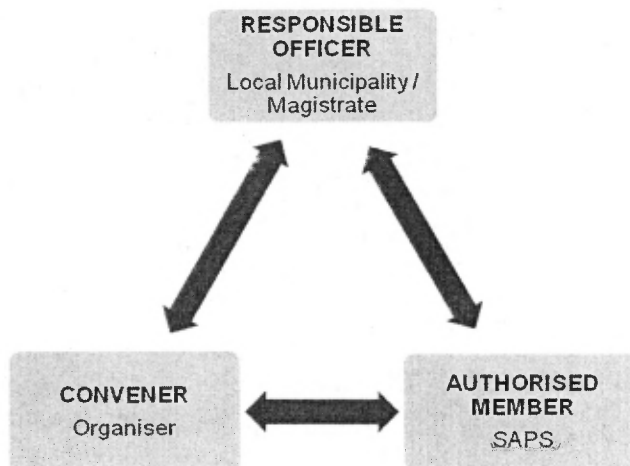 RESPONSIBLE
OFFICER
Local Municipality /
Magistrate
CONVENER
Organiser
AUTHORISED
MEMBER
SAPS